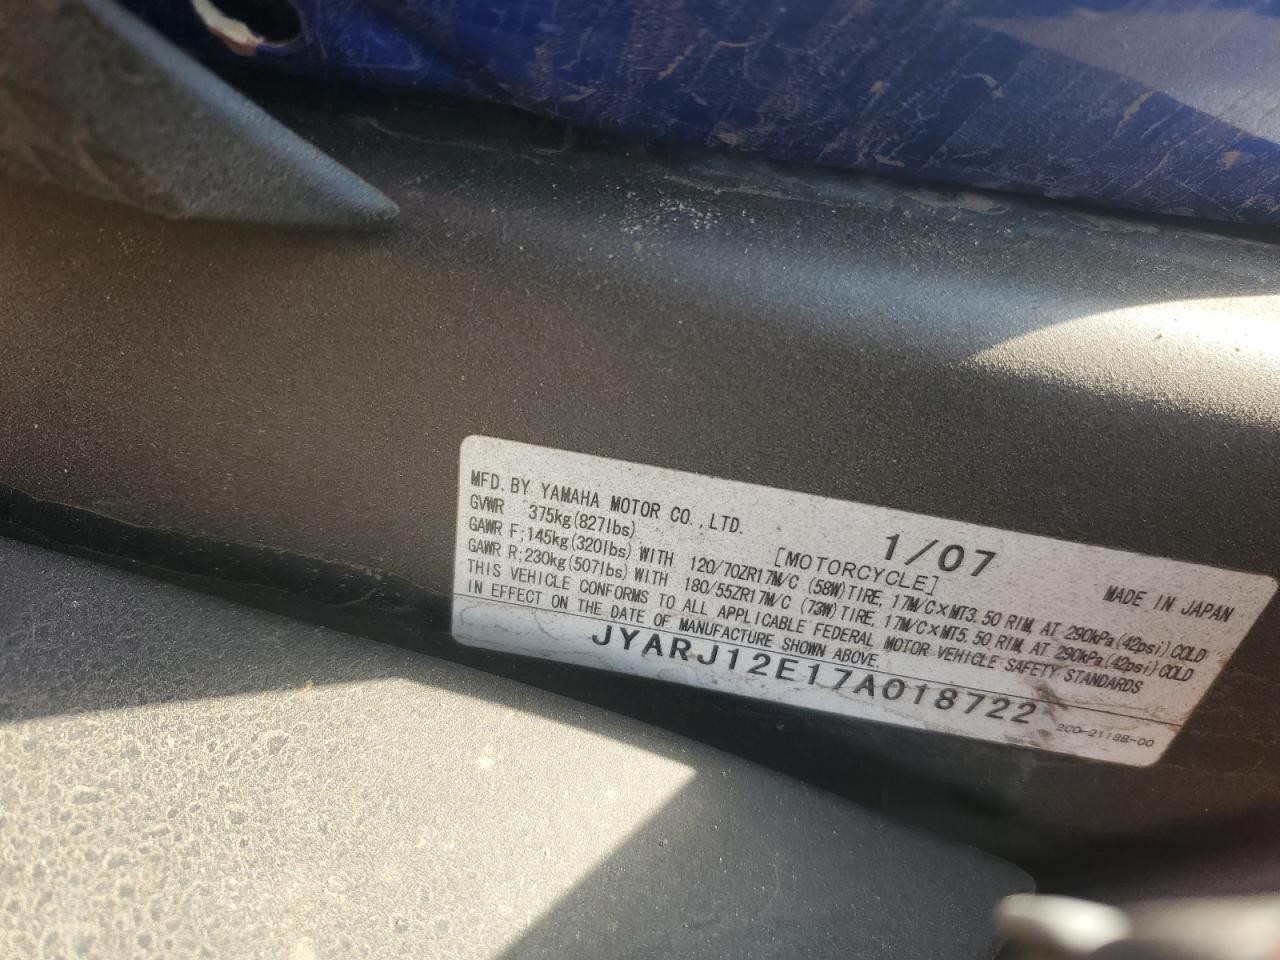 MFD. BY YAMAHA MOTOR CO., LTD. 1/07 MADE IN JAPAN
GVWR 375kg(827lbs) [MOTORCYCLE]
GAWR F;145kg(320lbs) WITH 120/70ZR17M/C (58W)TIRE, 17M/C×MT3.50 RIM, AT 290kPa(42psi)COLD
GAWR R;230kg(507lbs) WITH 180/55ZR17M/C (73W)TIRE, 17M/C×MT5.50 RIM, AT 290kPa(42psi)COLD
THIS VEHICLE CONFORMS TO ALL APPLICABLE FEDERAL MOTOR VEHICLE SAFETY STANDARDS
IN EFFECT ON THE DATE OF MANUFACTURE SHOWN ABOVE.
JYARJ12E17A018722
2C0-2118B-00